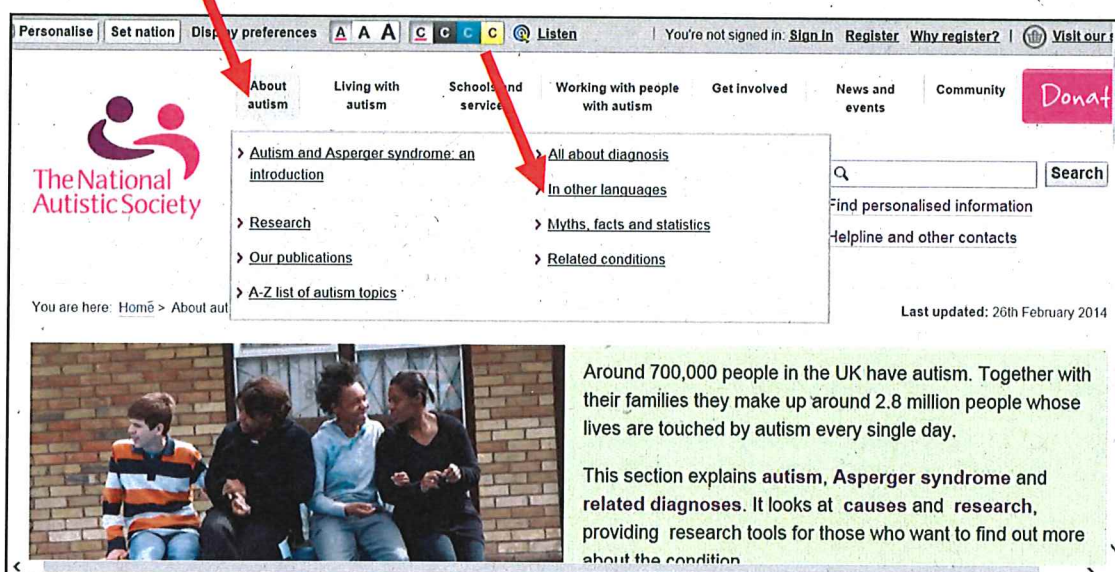 Personalise Set nation Display preferences A A A C C C C Listen You're not signed in: Sign In Register Why register? Visit our
About autism
Living with autism
Schools and services
Working with people with autism
Get involved
News and events
Community
Donat
The National
Autistic Society
Autism and Asperger syndrome: an
introduction
Research
Our publications
A-Z list of autism topics
All about diagnosis
In other languages
Myths, facts and statistics
Related conditions
Search
Find personalised information
Helpline and other contacts
You are here: Home > About aut
Last updated: 26th February 2014
Around 700,000 people in the UK have autism. Together with
their families they make up around 2.8 million people whose
lives are touched by autism every single day.
This section explains autism, Asperger syndrome and
related diagnoses. It looks at causes and research,
providing research tools for those who want to find out more
about the condition